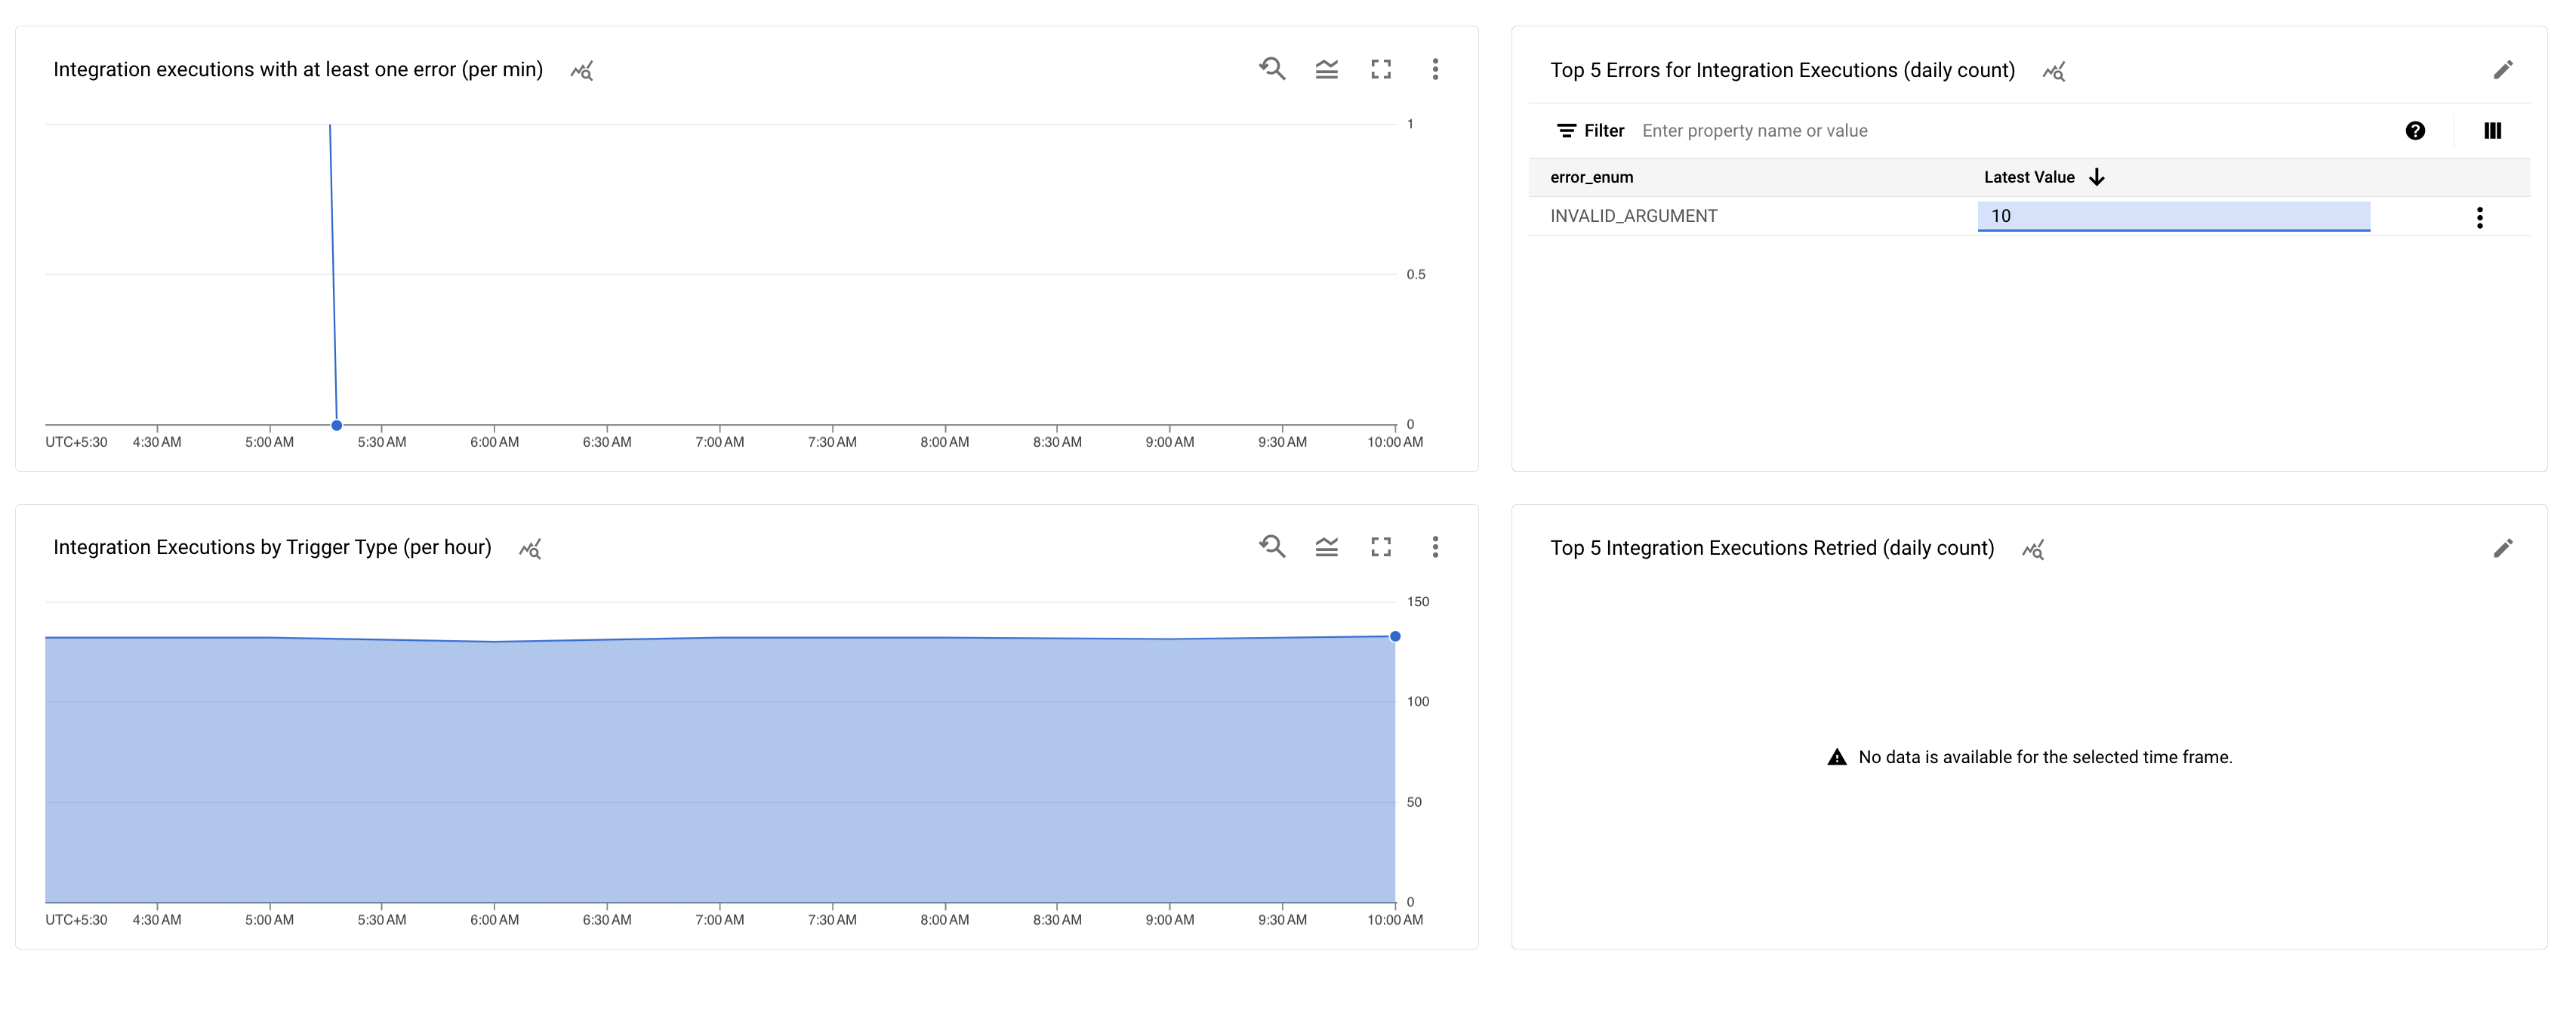 Integration executions with at least one error (per min)
1
0.5
0
UTC+5:30 4:30 AM 5:00 AM 5:30 AM 6:00 AM 6:30 AM 7:00 AM 7:30 AM 8:00 AM 8:30 AM 9:00 AM 9:30 AM 10:00 AM
Top 5 Errors for Integration Executions (daily count)
Filter Enter property name or value
error_enum Latest Value
INVALID_ARGUMENT 10
Integration Executions by Trigger Type (per hour)
150
100
50
0
UTC+5:30 4:30 AM 5:00 AM 5:30 AM 6:00 AM 6:30 AM 7:00 AM 7:30 AM 8:00 AM 8:30 AM 9:00 AM 9:30 AM 10:00 AM
Top 5 Integration Executions Retried (daily count)
No data is available for the selected time frame.